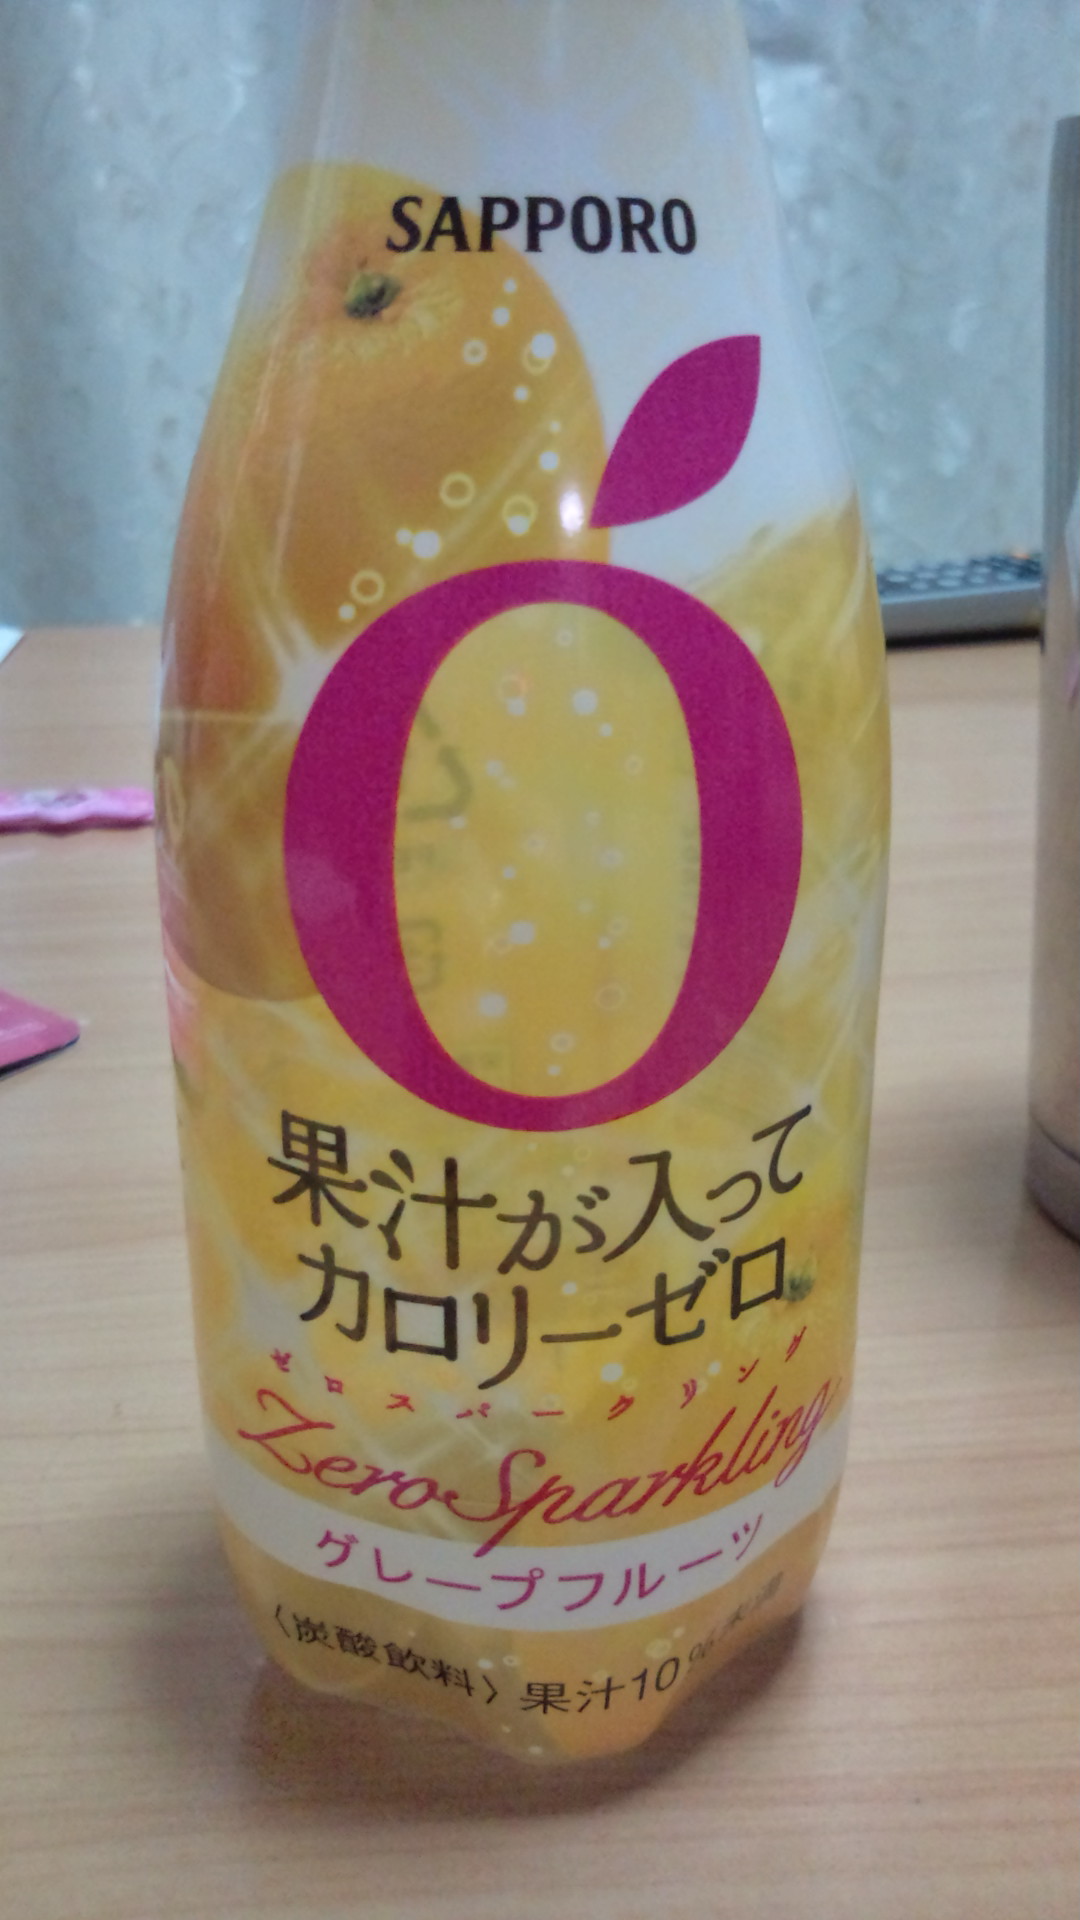 SAPPORO
0
果汁が入って
カロリーゼロ
ゼロスパークリング
Zero Sparkling
グレープフルーツ
〈炭酸飲料〉果汁10%未満